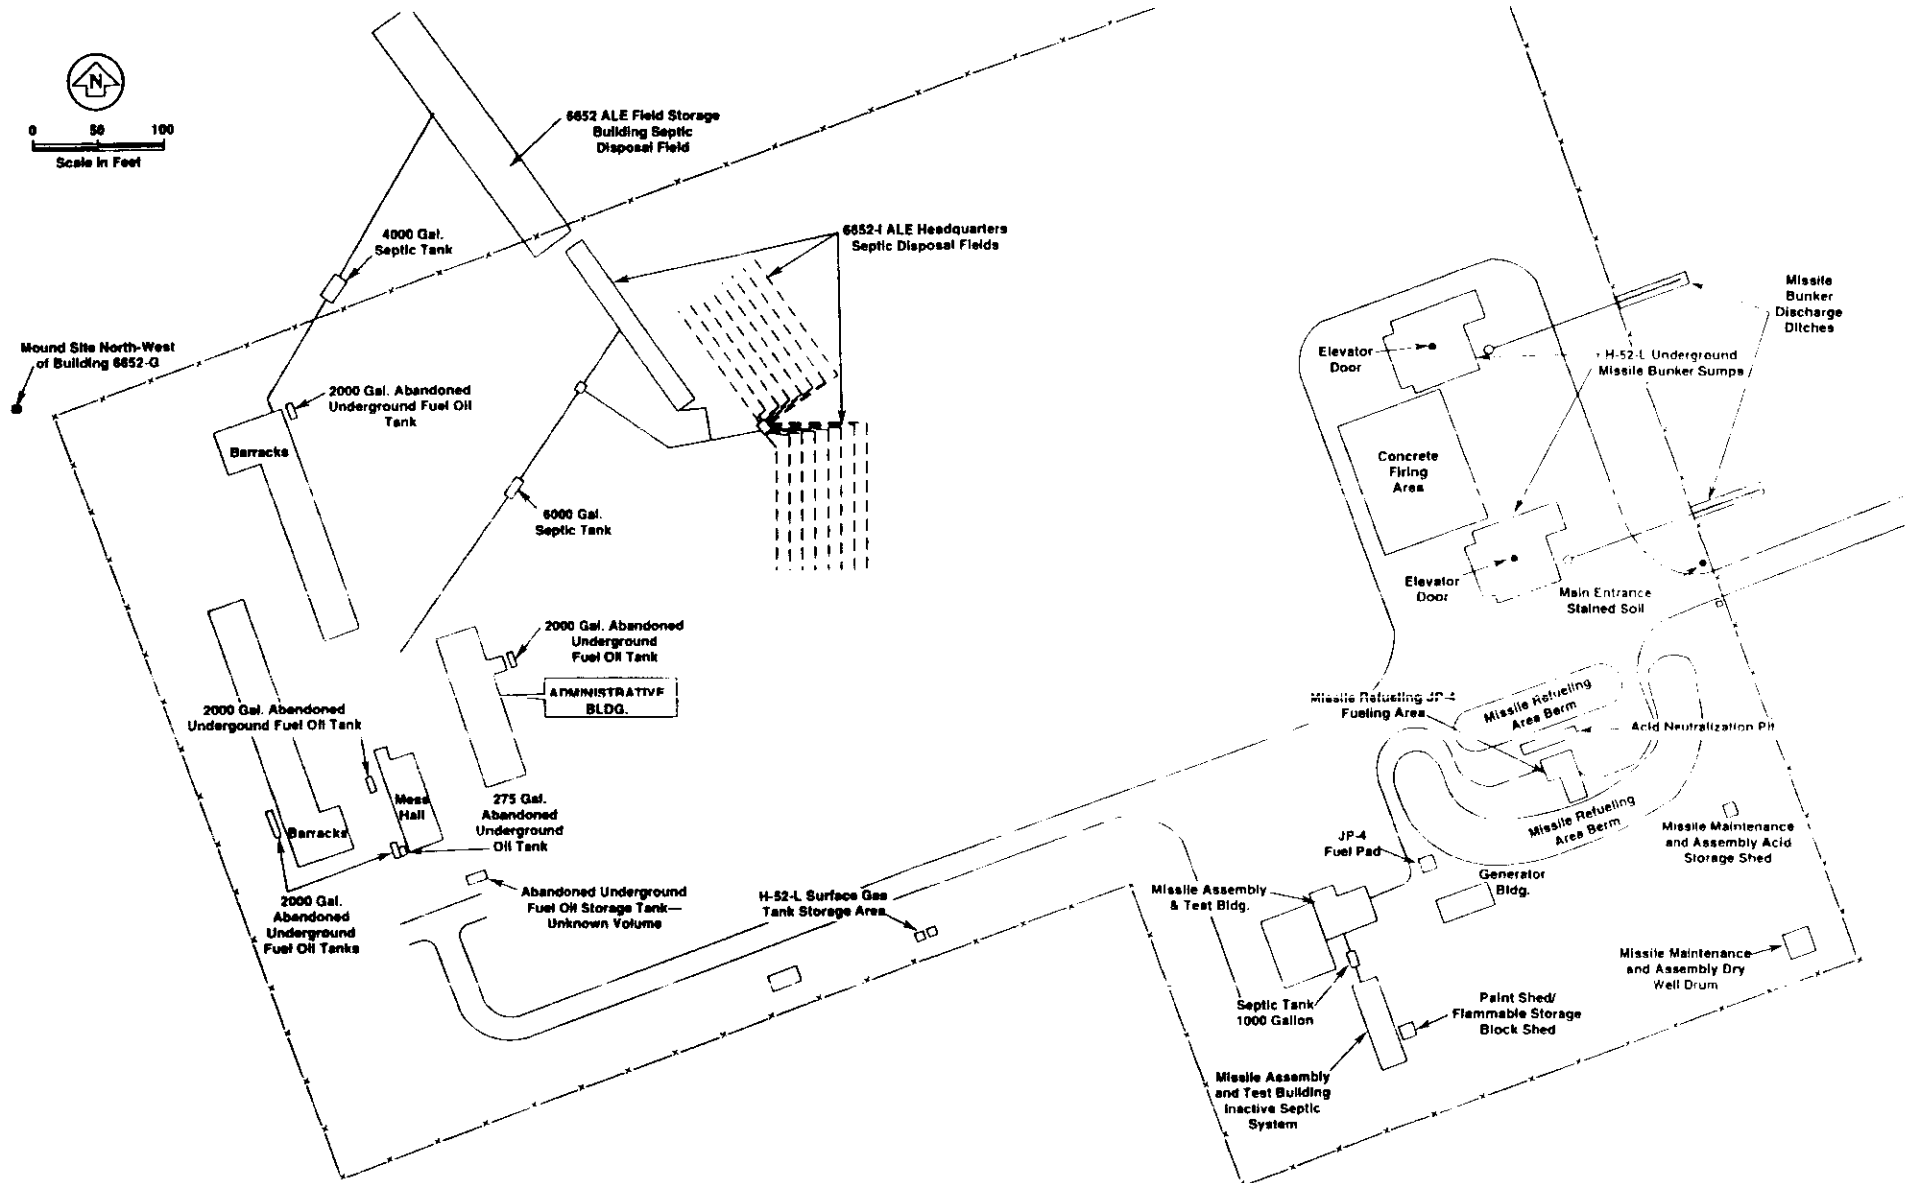 N
0 50 100
Scale in Feet
6652 ALE Field Storage
Building Septic
Disposal Field
4000 Gal.
Septic Tank
6652-I ALE Headquarters
Septic Disposal Fields
Mound Site North-West
of Building 6652-G
2000 Gal. Abandoned
Underground Fuel Oil
Tank
Barracks
6000 Gal.
Septic Tank
Missile
Bunker
Discharge
Ditches
Elevator
Door
H-52-L Underground
Missile Bunker Sumps
Concrete
Firing
Area
Elevator
Door
Main Entrance
Stained Soil
2000 Gal. Abandoned
Underground
Fuel Oil Tank
ADMINISTRATIVE
BLDG.
2000 Gal. Abandoned
Undergound Fuel Oil Tank
Mess
Hall
275 Gal.
Abandoned
Underground
Oil Tank
Barracks
2000 Gal.
Abandoned
Underground
Fuel Oil Tanks
Abandoned Underground
Fuel Oil Storage Tank—
Unknown Volume
H-52-L Surface Gas
Tank Storage Area
Missile Refueling JP-4
Fueling Area
Missile Refueling
Area Berm
Acid Neutralization Pit
Missile Refueling
Area Berm
JP-4
Fuel Pad
Generator
Bldg.
Missile Maintenance
and Assembly Acid
Storage Shed
Missile Assembly
& Test Bldg.
Missile Maintenance
and Assembly Dry
Well Drum
Septic Tank
1000 Gallon
Paint Shed/
Flammable Storage
Block Shed
Missile Assembly
and Test Building
Inactive Septic
System